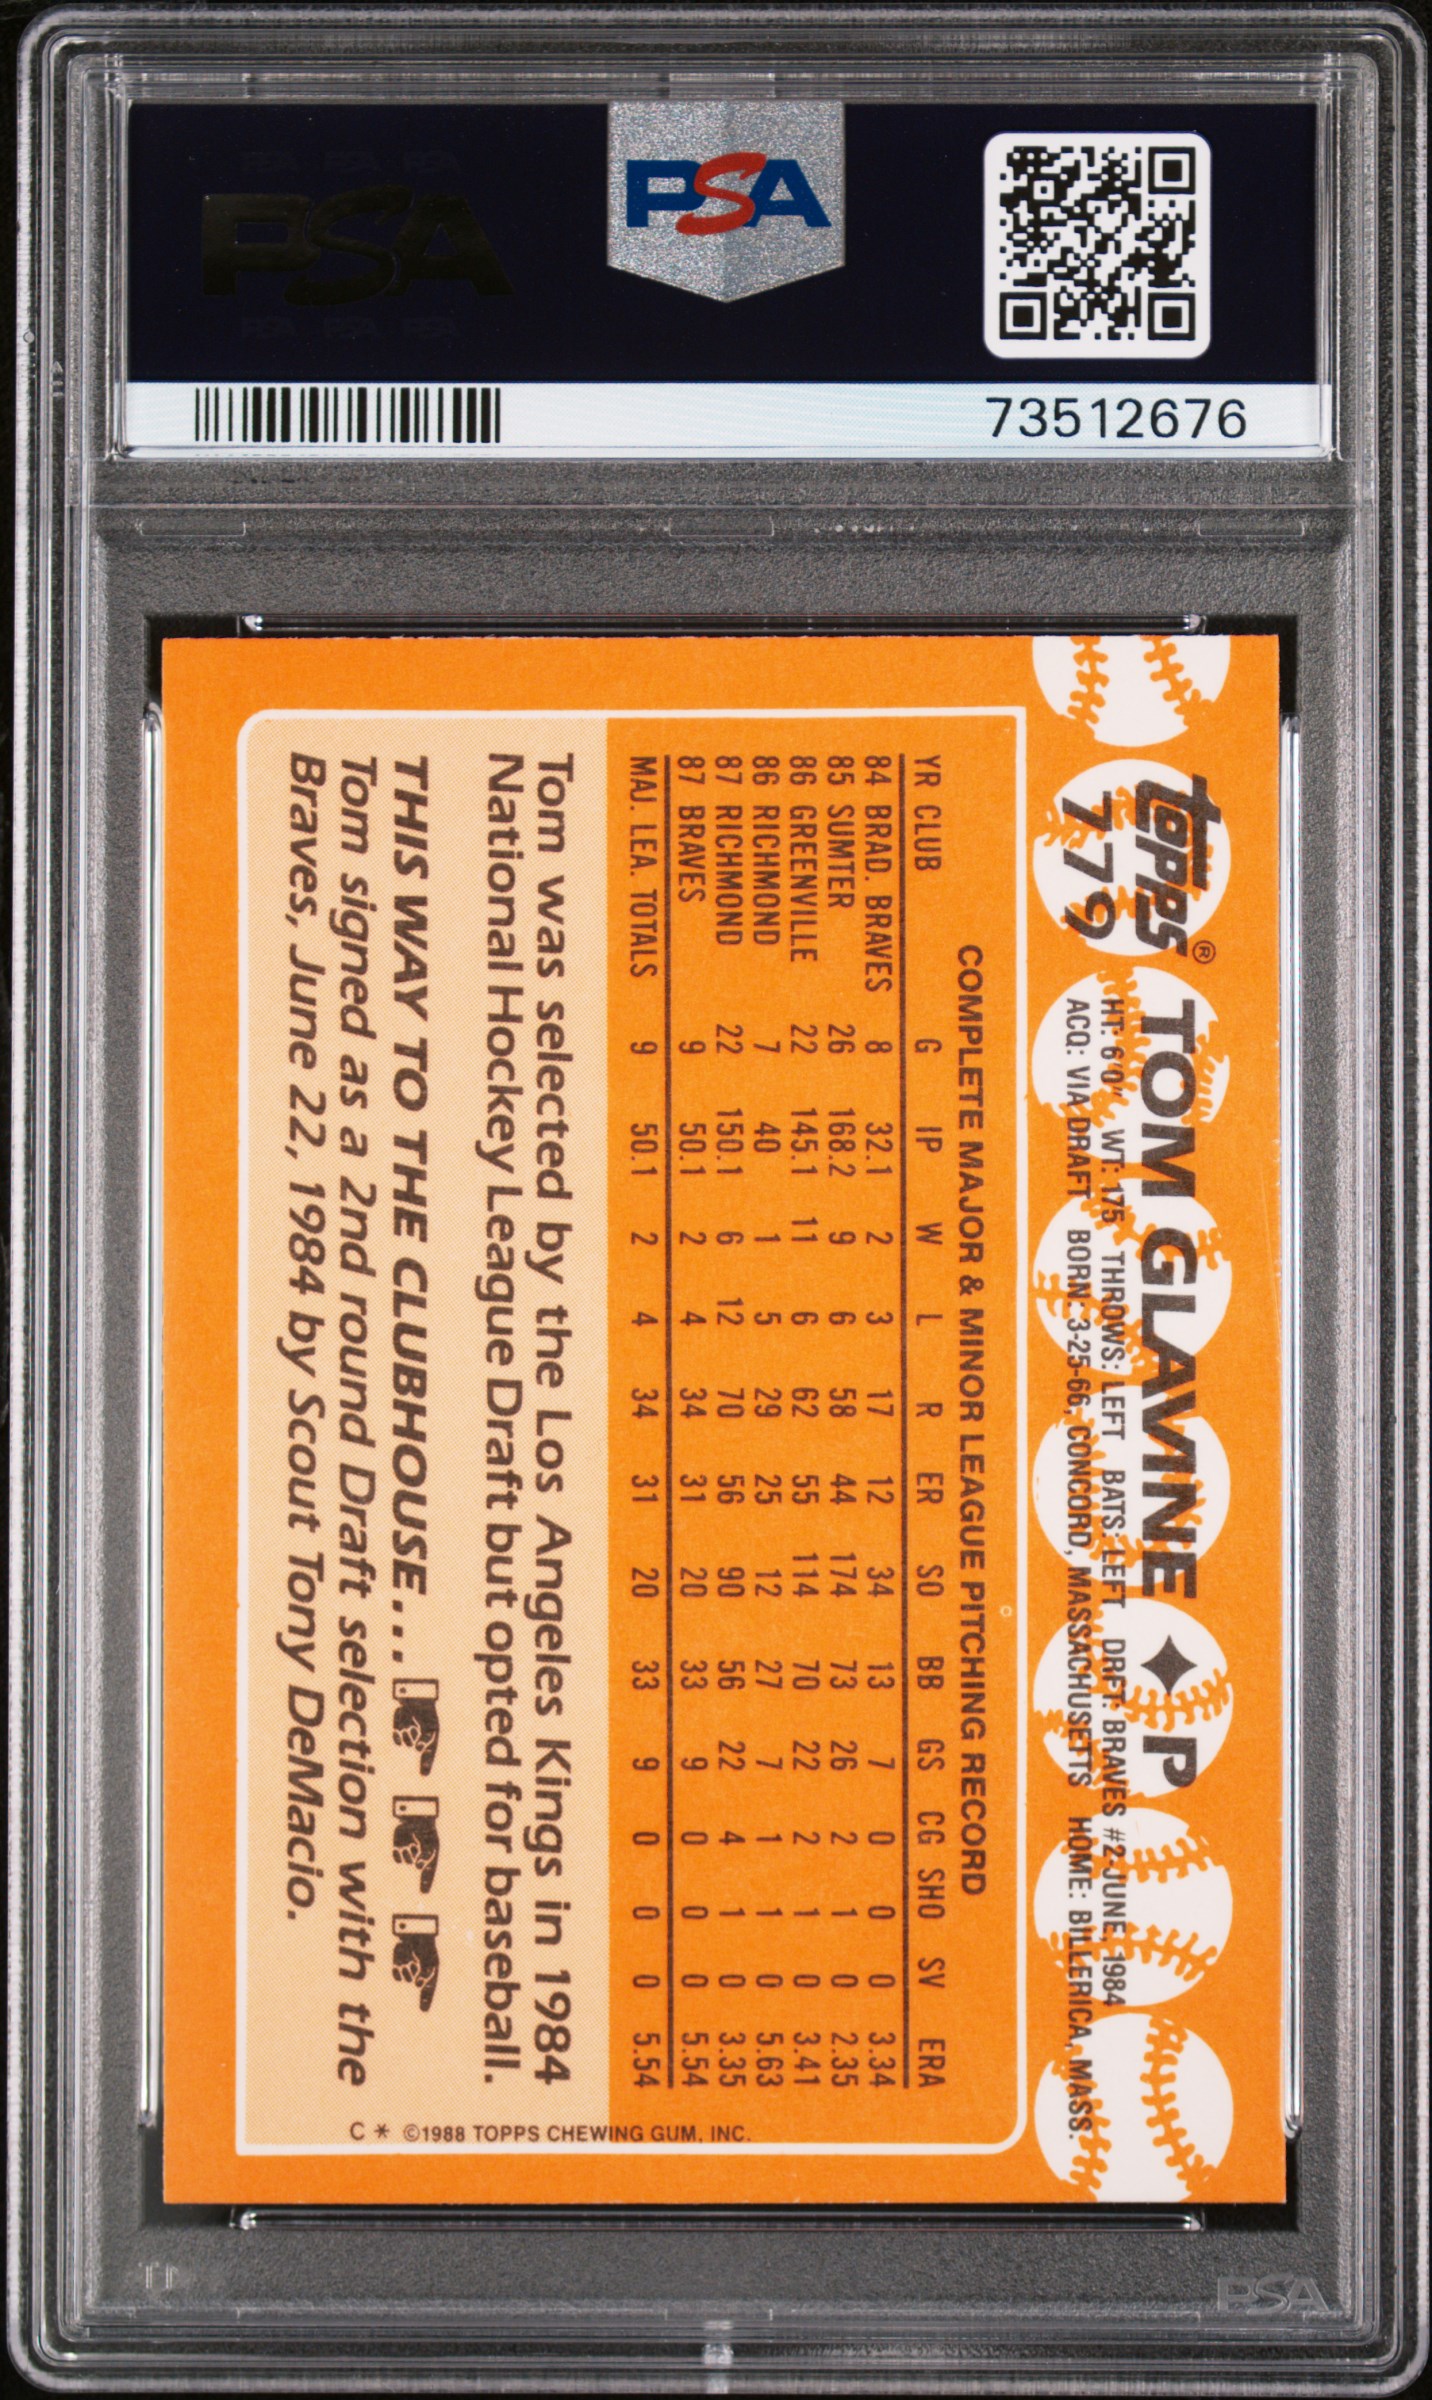 PSA
PSA
73512676
topps®
779
TOM GLAVINE ✦ P
HT: 6'0" WT: 175 THROWS: LEFT BATS: LEFT DRFT: BRAVES #2-JUNE, 1984
ACQ: VIA DRAFT BORN: 3-25-66, CONCORD, MASSACHUSETTS HOME: BILLERICA, MASS.
COMPLETE MAJOR & MINOR LEAGUE PITCHING RECORD
YR CLUB G IP W L R ER SO BB GS CG SHO SV ERA
84 BRAD. BRAVES 8 32.1 2 3 17 12 34 13 7 0 0 0 3.34
85 SUMTER 26 168.2 9 6 58 44 174 73 26 2 1 0 2.35
86 GREENVILLE 22 145.1 11 6 62 55 114 70 22 2 1 0 3.41
86 RICHMOND 7 40 1 5 29 25 12 27 7 1 1 0 5.63
87 RICHMOND 22 150.1 6 12 70 56 90 56 22 4 1 0 3.35
87 BRAVES 9 50.1 2 4 34 31 20 33 9 0 0 0 5.54
MAJ. LEA. TOTALS 9 50.1 2 4 34 31 20 33 9 0 0 0 5.54
Tom was selected by the Los Angeles Kings in 1984
National Hockey League Draft but opted for baseball.
THIS WAY TO THE CLUBHOUSE...
Tom signed as a 2nd round Draft selection with the
Braves, June 22, 1984 by Scout Tony DeMacio.
C * ©1988 TOPPS CHEWING GUM, INC.
PSA